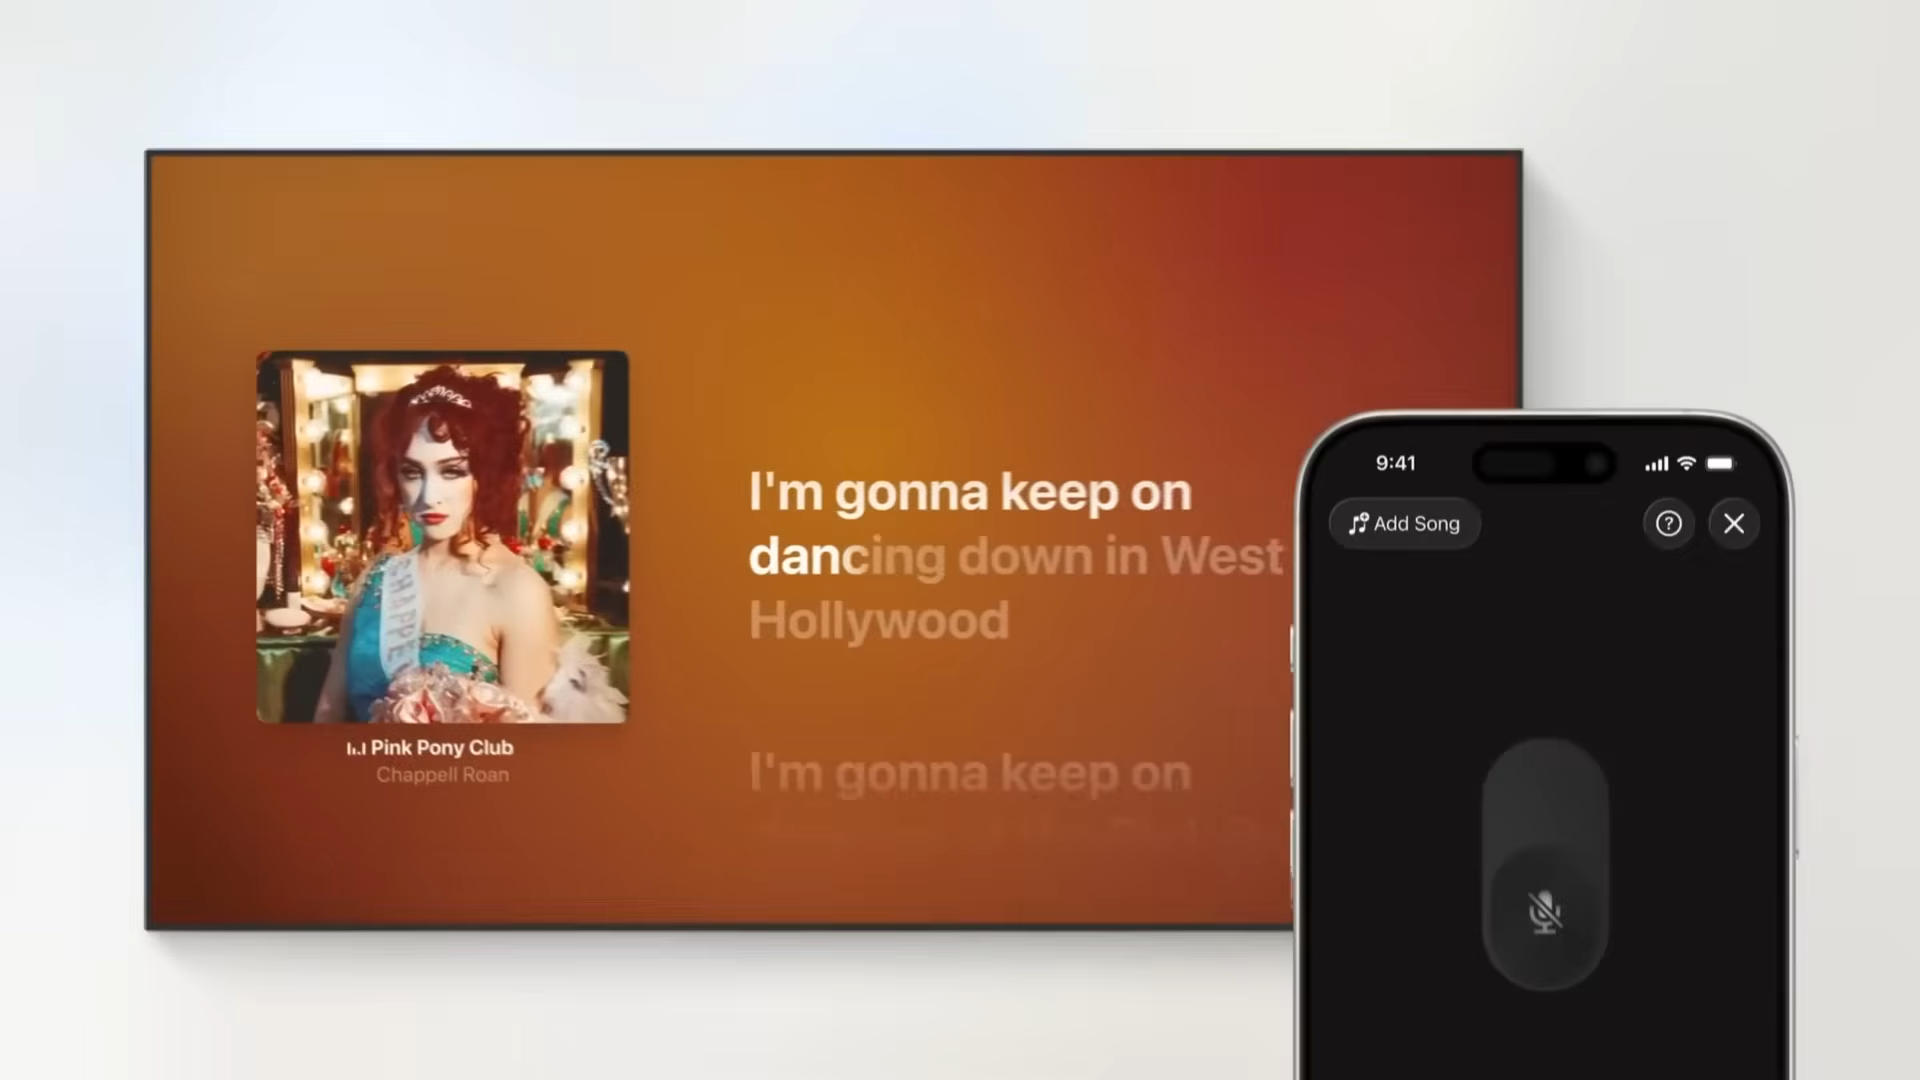 I'm gonna keep on
dancing down in West
Hollywood
I'm gonna keep on
Pink Pony Club
Chappell Roan
CHAPPE
9:41
Add Song
?